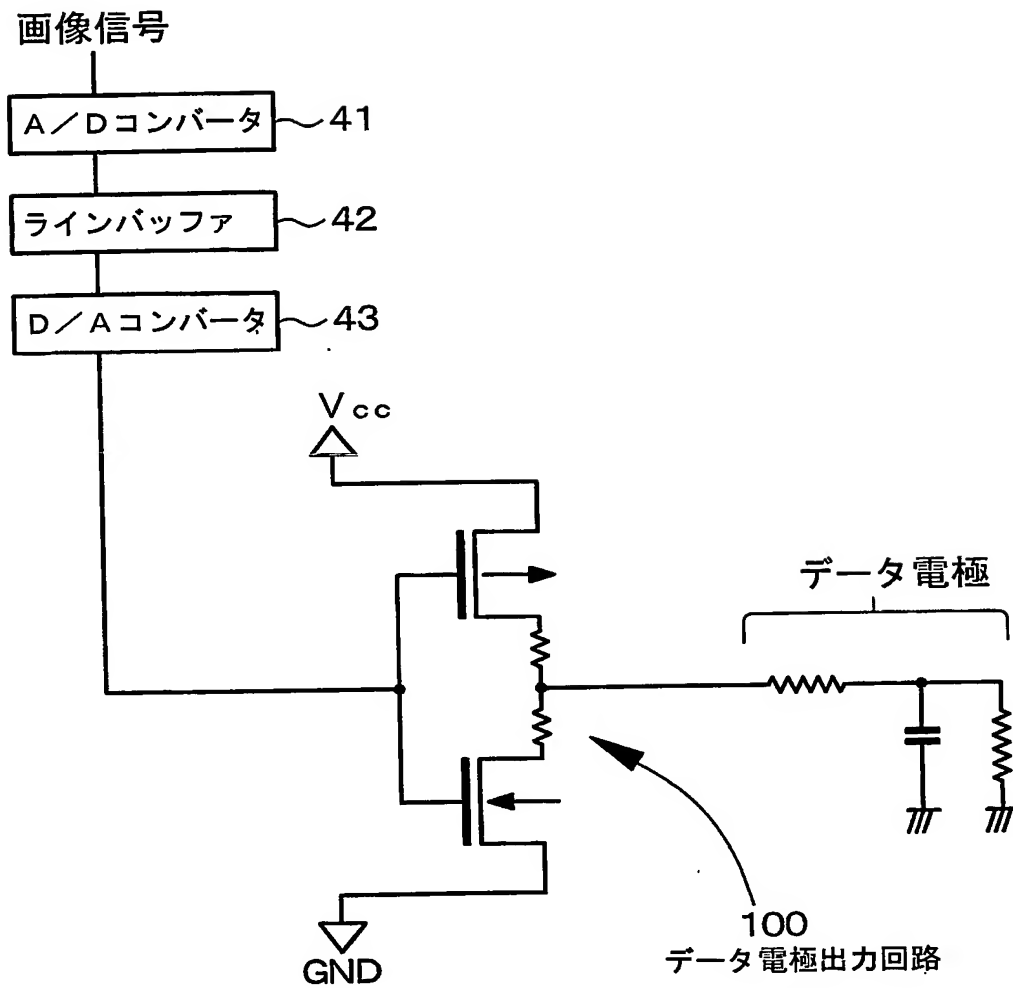 画像信号
A/Dコンバータ
41
ラインバッファ
42
D/Aコンバータ
43
Vcc
データ電極
100
データ電極出力回路
GND